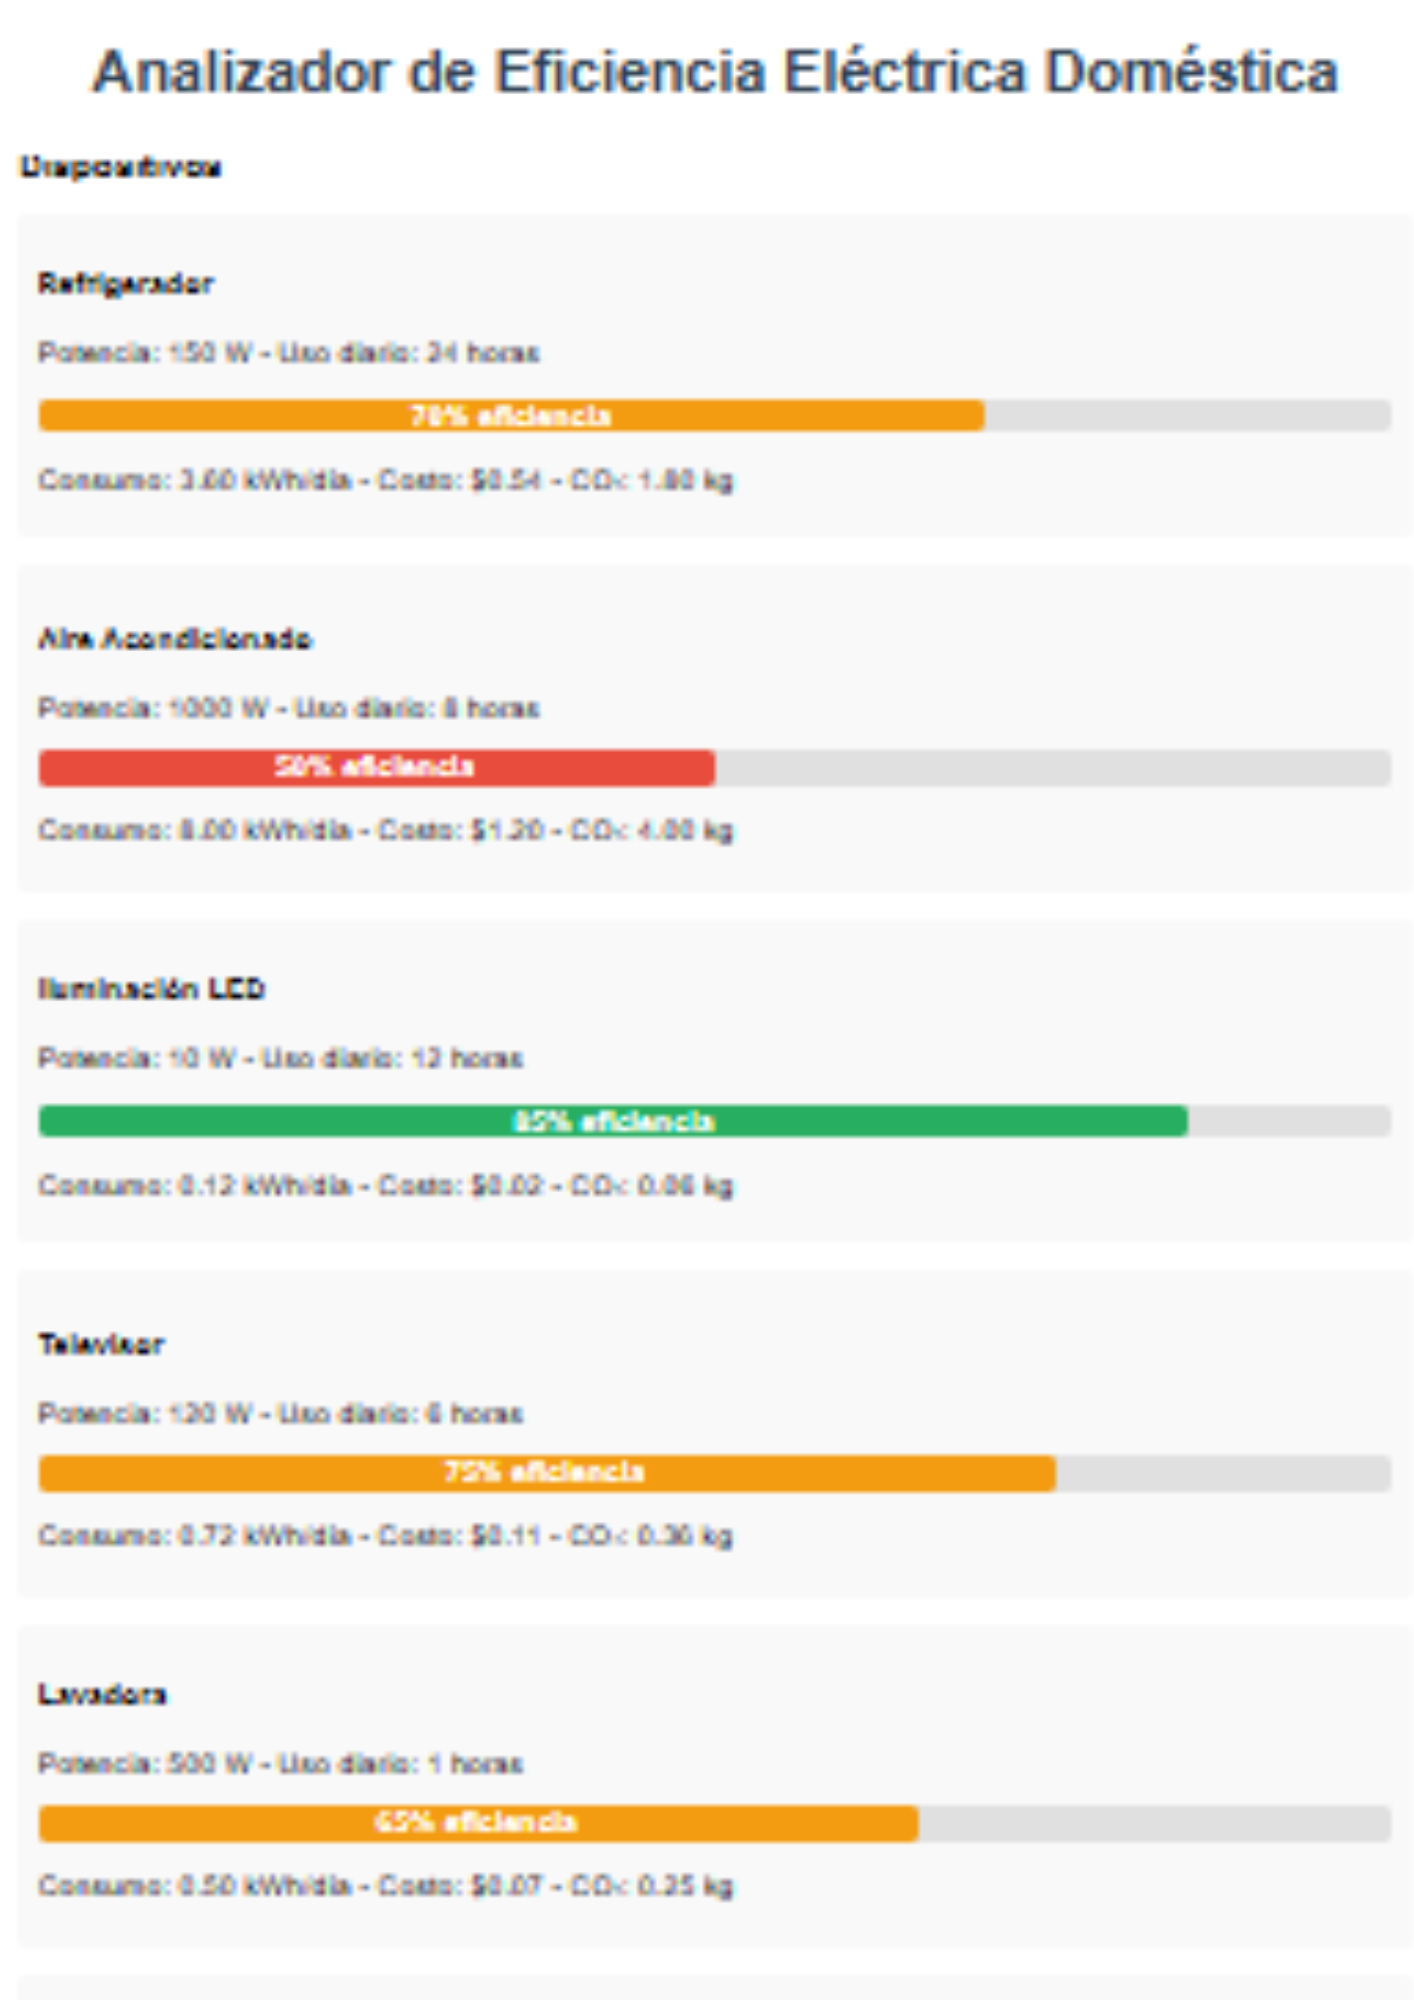 Analizador de Eficiencia Eléctrica Doméstica
Dispositivos
Refrigerador
Potencia: 150 W - Uso diario: 24 horas
70% eficiencia
Consumo: 3.60 kWh/día - Costo: $0.54 - CO₂: 1.80 kg
Aire Acondicionado
Potencia: 1000 W - Uso diario: 8 horas
50% eficiencia
Consumo: 8.00 kWh/día - Costo: $1.20 - CO₂: 4.00 kg
Iluminación LED
Potencia: 10 W - Uso diario: 12 horas
85% eficiencia
Consumo: 0.12 kWh/día - Costo: $0.02 - CO₂: 0.06 kg
Televisor
Potencia: 120 W - Uso diario: 6 horas
75% eficiencia
Consumo: 0.72 kWh/día - Costo: $0.11 - CO₂: 0.36 kg
Lavadora
Potencia: 500 W - Uso diario: 1 horas
65% eficiencia
Consumo: 0.50 kWh/día - Costo: $0.07 - CO₂: 0.25 kg